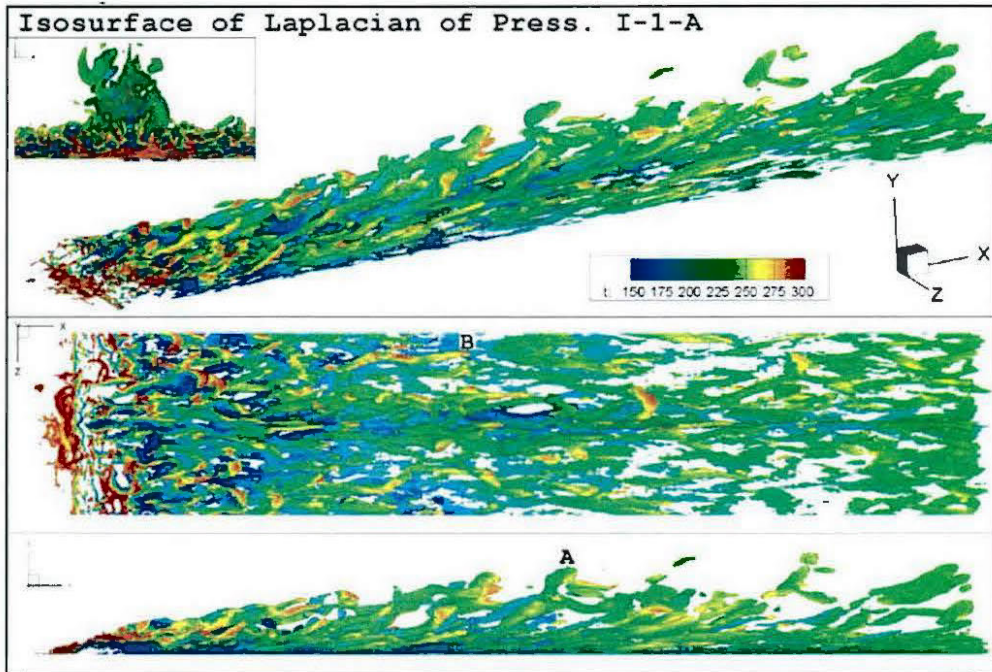 Isosurface of Laplacian of Press. I-1-A
Y
X
Z
t: 150 175 200 225 250 275 300
X
Z
B
A